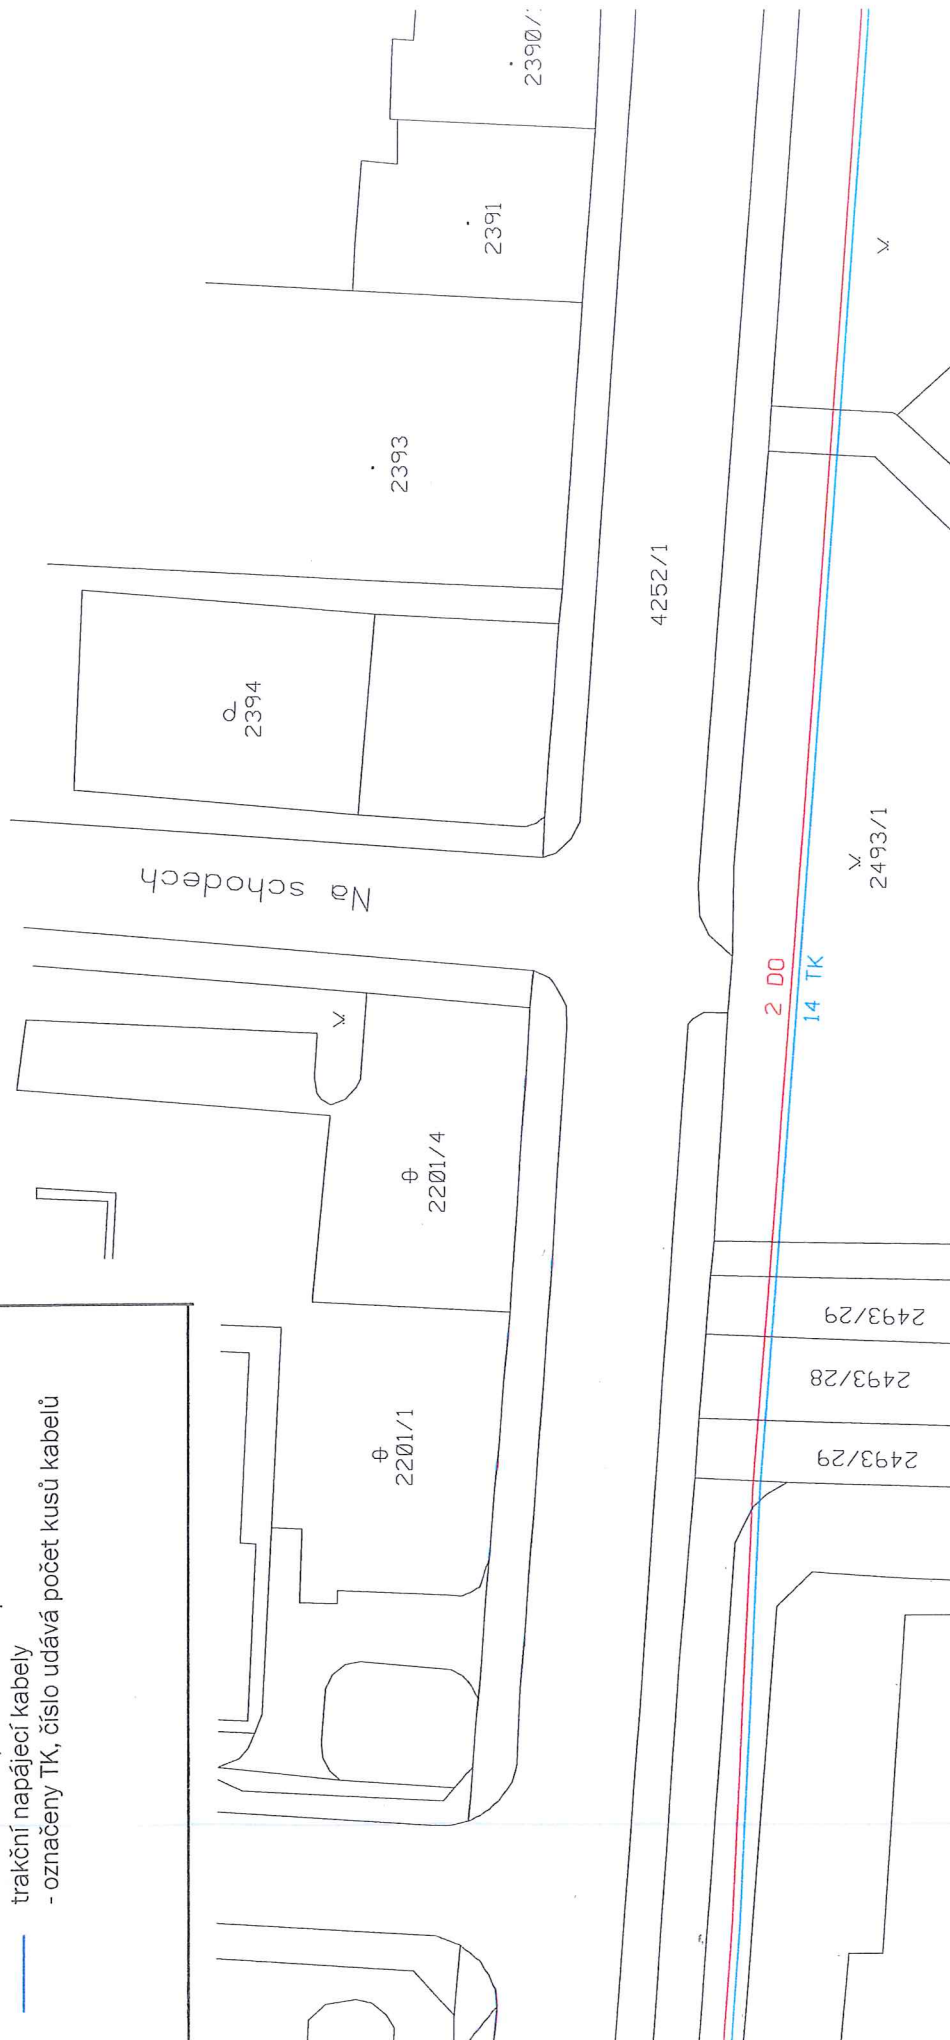 trakční napájecí kabely
- označeny TK, číslo udává počet kusů kabelů
2390/
2391
2393
2394
4252/1
Na schodech
2493/1
2 DO
14 TK
2201/4
2201/1
2493/29
2493/28
2493/29